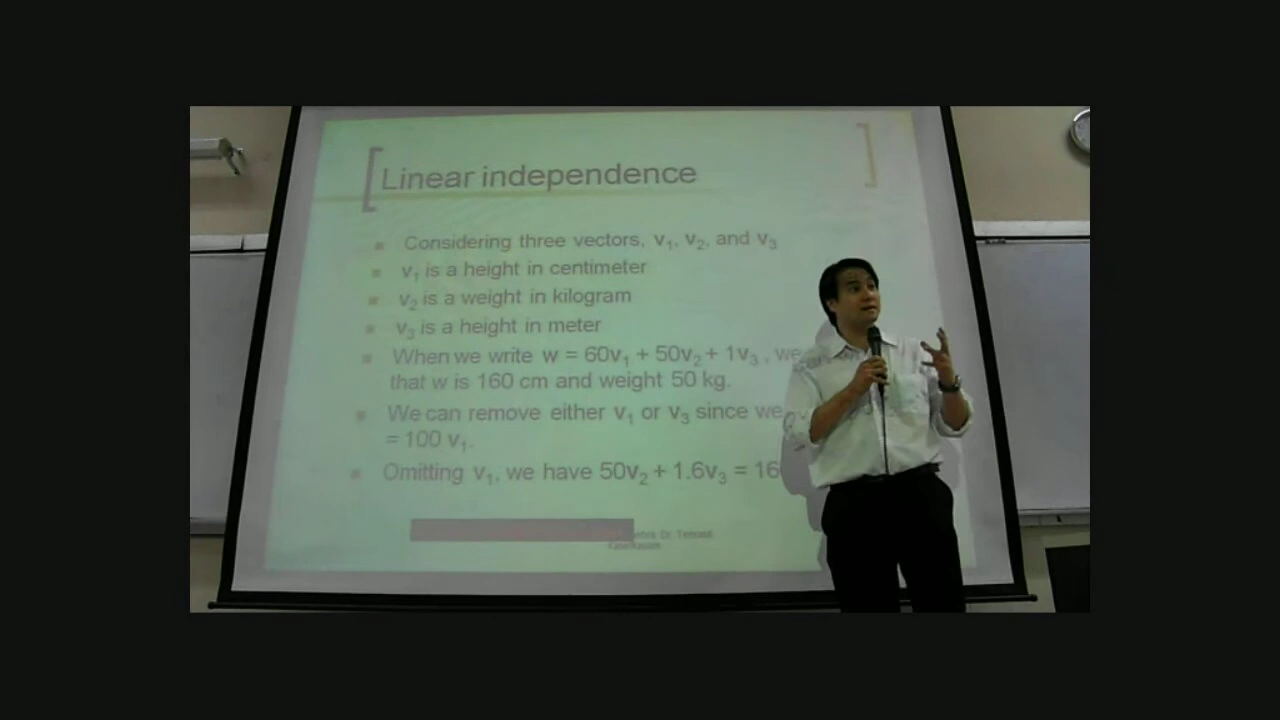 Linear independence
Considering three vectors, v₁, v₂, and v₃
v₁ is a height in centimeter
v₂ is a weight in kilogram
v₃ is a height in meter
When we write w = 60v₁ + 50v₂ + 1v₃ , we
that w is 160 cm and weight 50 kg.
We can remove either v₁ or v₃ since we
= 100 v₁.
Omitting v₁, we have 50v₂ + 1.6v₃ = 16
Dr.